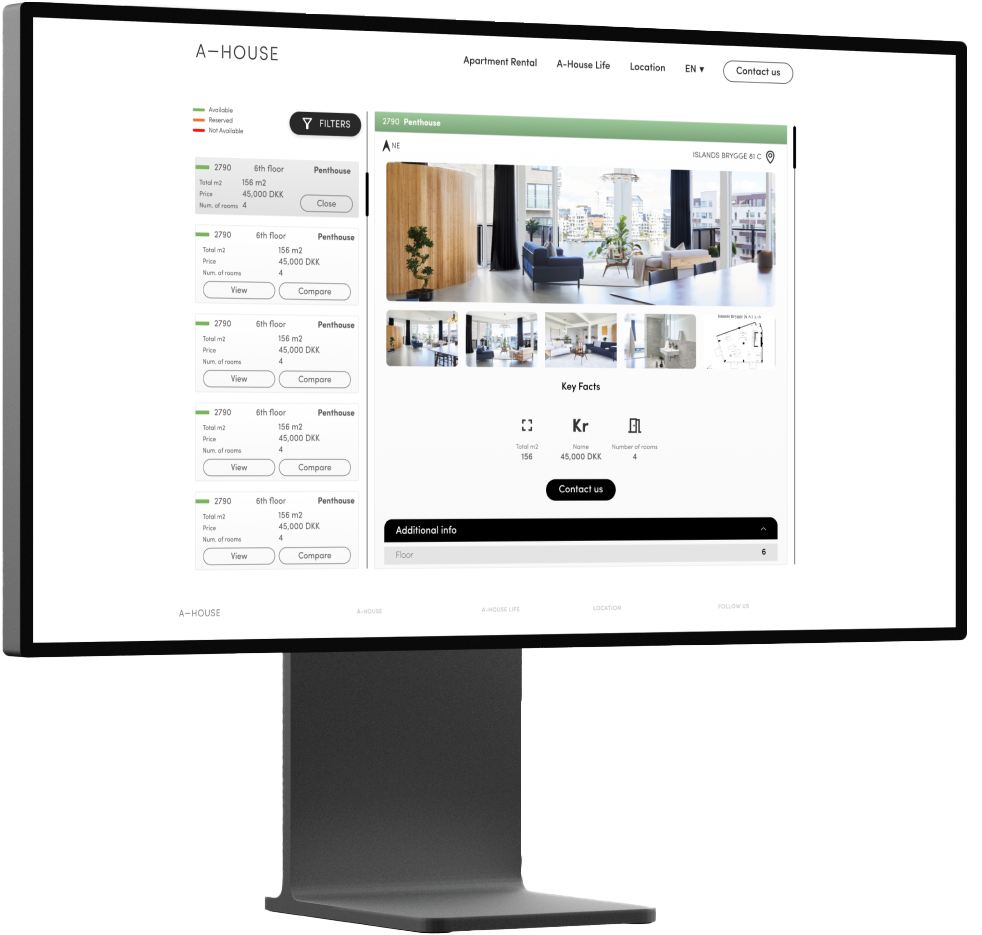 A—HOUSE
Apartment Rental A-House Life Location EN ▾ Contact us
Available
Reserved
Not Available
FILTERS
2790 6th floor Penthouse
Total m2 156 m2
Price 45,000 DKK
Num. of rooms 4
Close
2790 6th floor Penthouse
Total m2 156 m2
Price 45,000 DKK
Num. of rooms 4
View Compare
2790 6th floor Penthouse
Total m2 156 m2
Price 45,000 DKK
Num. of rooms 4
View Compare
2790 6th floor Penthouse
Total m2 156 m2
Price 45,000 DKK
Num. of rooms 4
View Compare
2790 6th floor Penthouse
Total m2 156 m2
Price 45,000 DKK
Num. of rooms 4
View Compare
2790 Penthouse
NE
ISLANDS BRYGGE 81 C
Key Facts
Kr
Total m2 Name Number of rooms
156 45,000 DKK 4
Contact us
Additional info
Floor 6
A—HOUSE A-HOUSE A-HOUSE LIFE LOCATION FOLLOW US